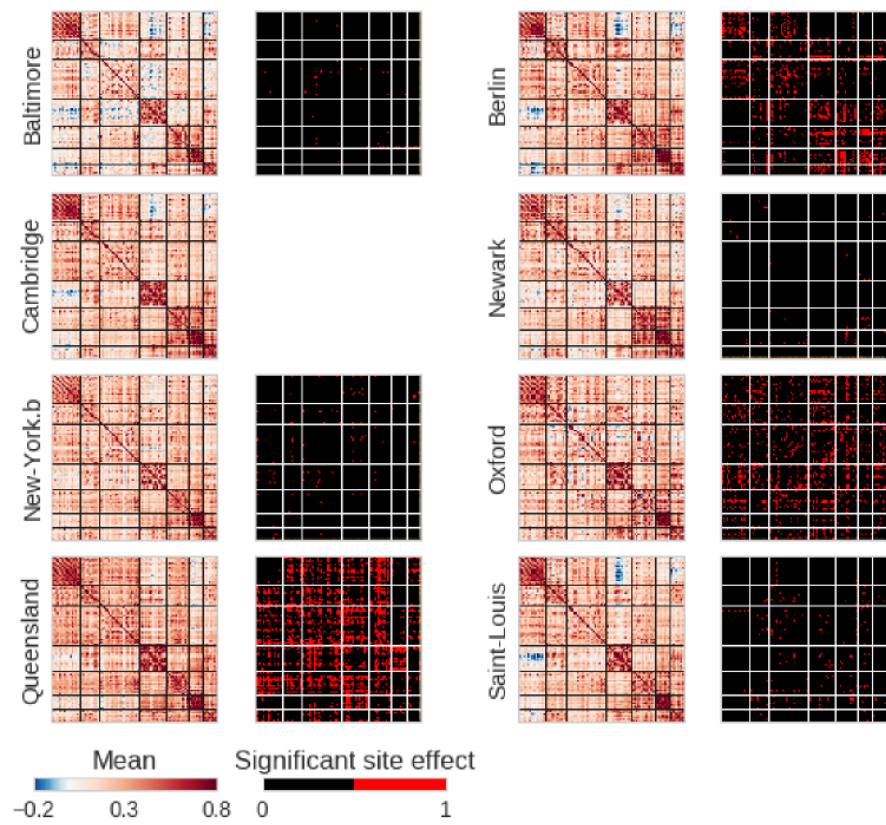 Baltimore
Berlin
Cambridge
Newark
New-York.b
Oxford
Queensland
Saint-Louis
Mean
Significant site effect
−0.2 0.3 0.8
0 1